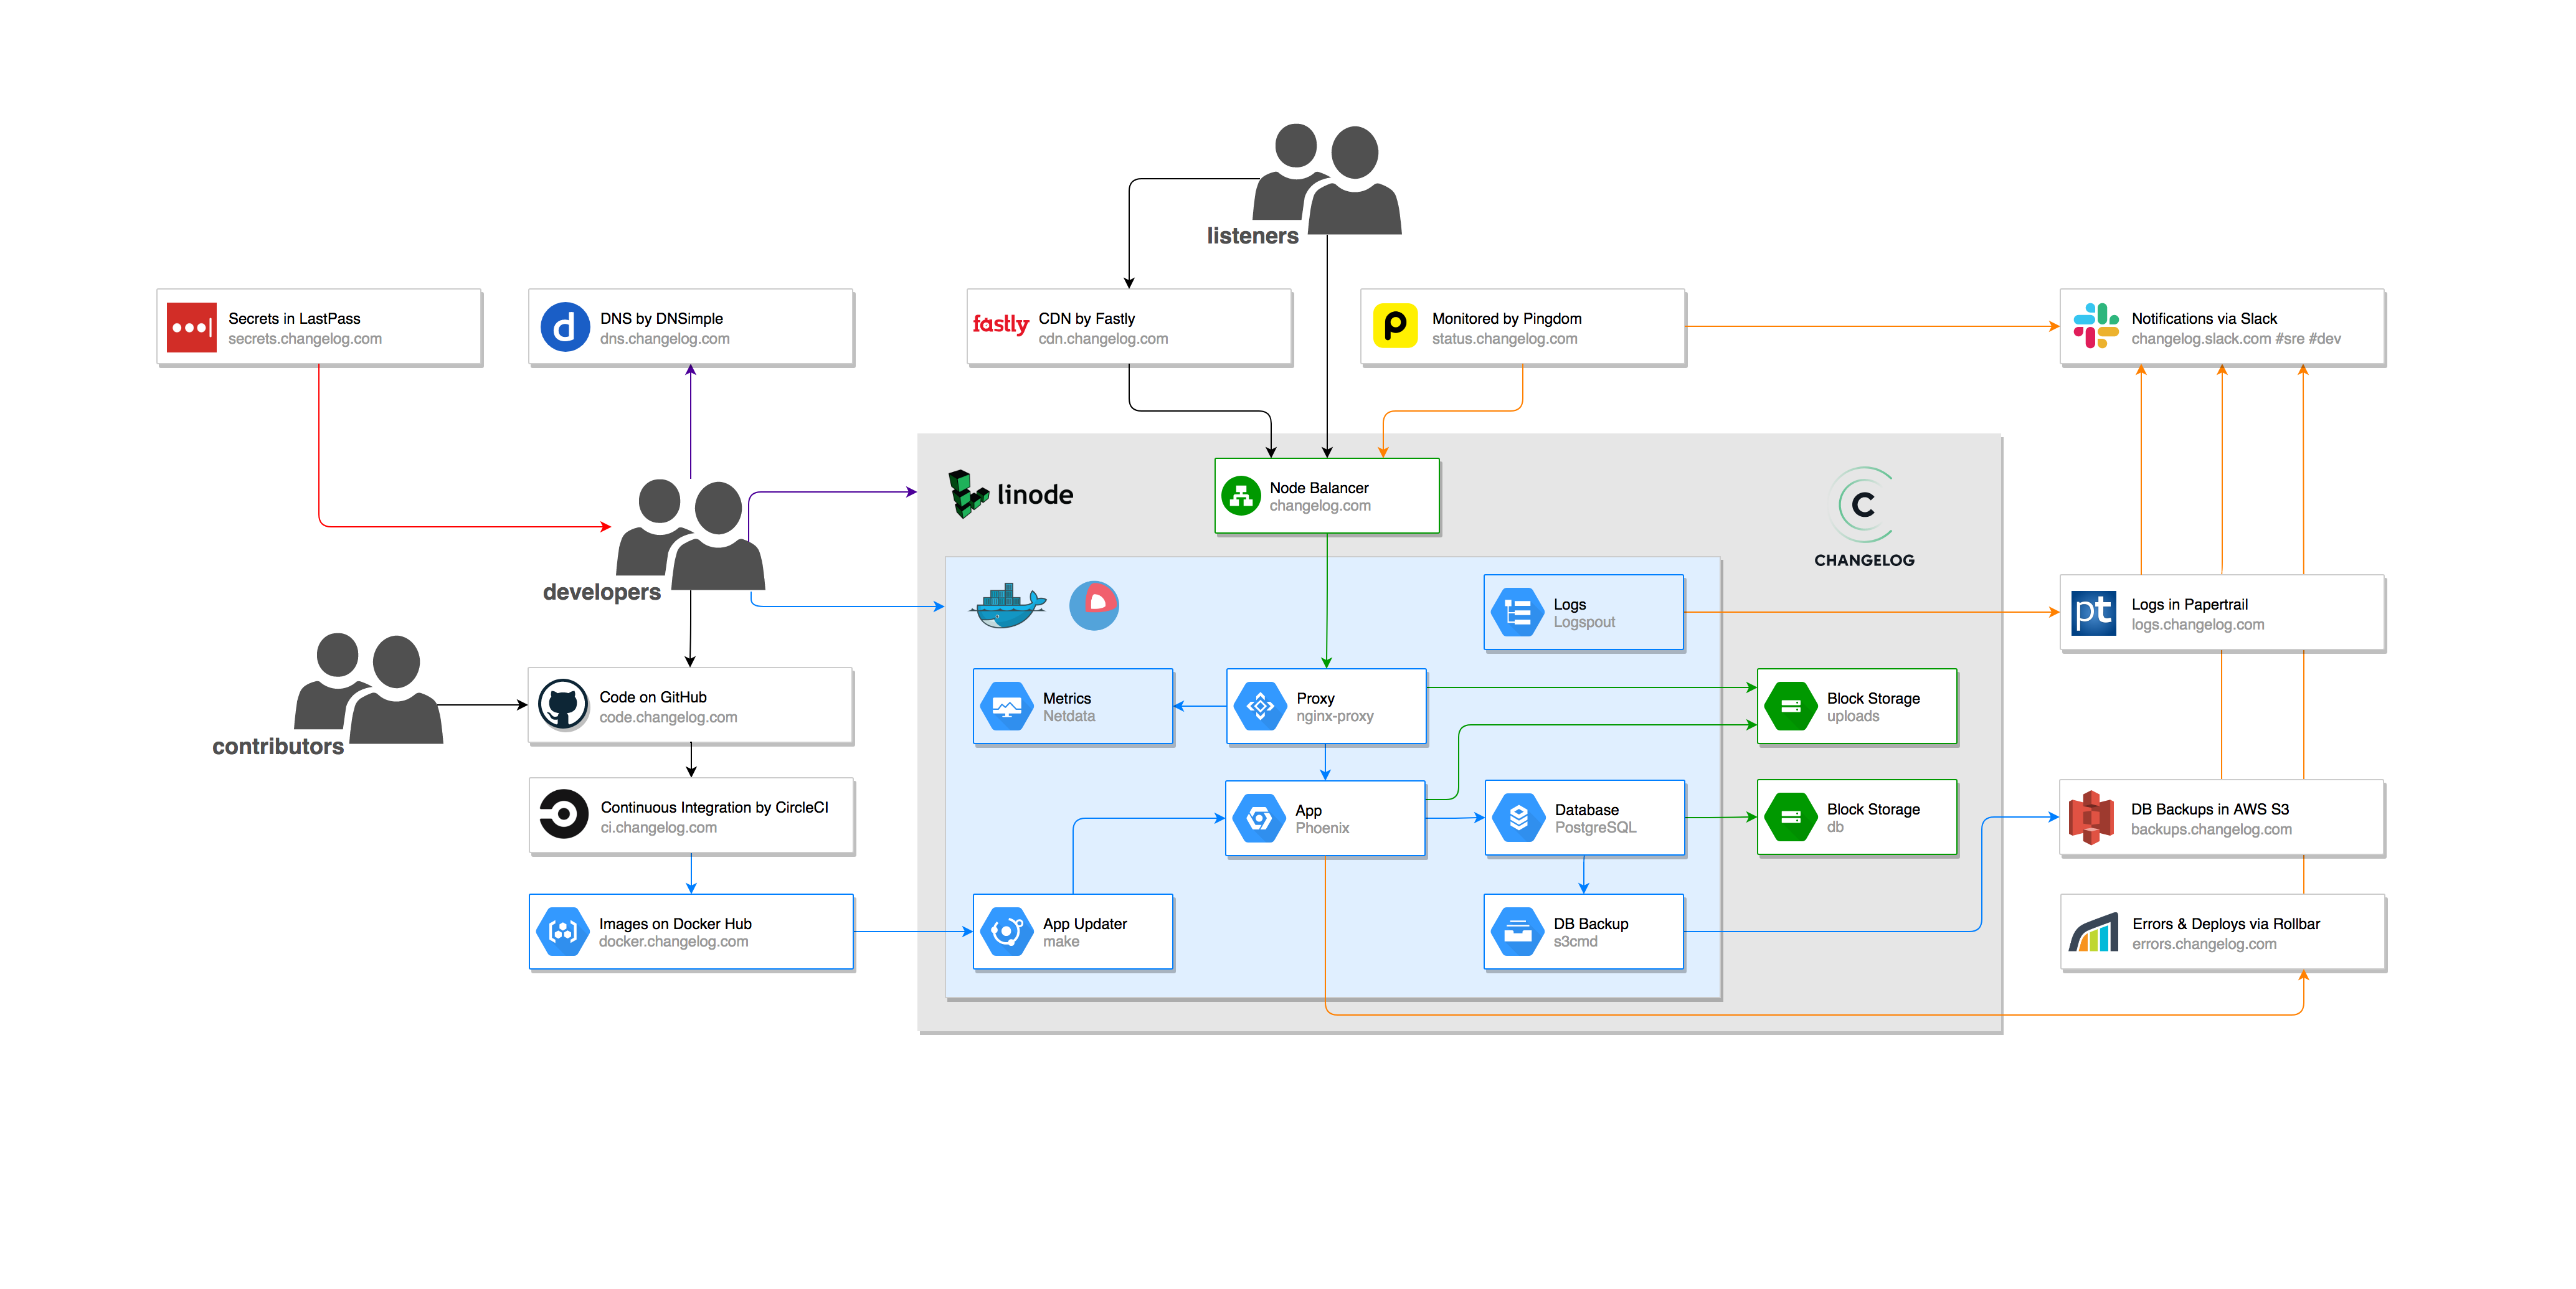 listeners
Secrets in LastPass
secrets.changelog.com
DNS by DNSimple
dns.changelog.com
fastly
CDN by Fastly
cdn.changelog.com
Monitored by Pingdom
status.changelog.com
Notifications via Slack
changelog.slack.com #sre #dev
linode
Node Balancer
changelog.com
CHANGELOG
developers
Logs
Logspout
pt
Logs in Papertrail
logs.changelog.com
contributors
Code on GitHub
code.changelog.com
Metrics
Netdata
Proxy
nginx-proxy
Block Storage
uploads
Continuous Integration by CircleCI
ci.changelog.com
App
Phoenix
Database
PostgreSQL
Block Storage
db
DB Backups in AWS S3
backups.changelog.com
Images on Docker Hub
docker.changelog.com
App Updater
make
DB Backup
s3cmd
Errors & Deploys via Rollbar
errors.changelog.com